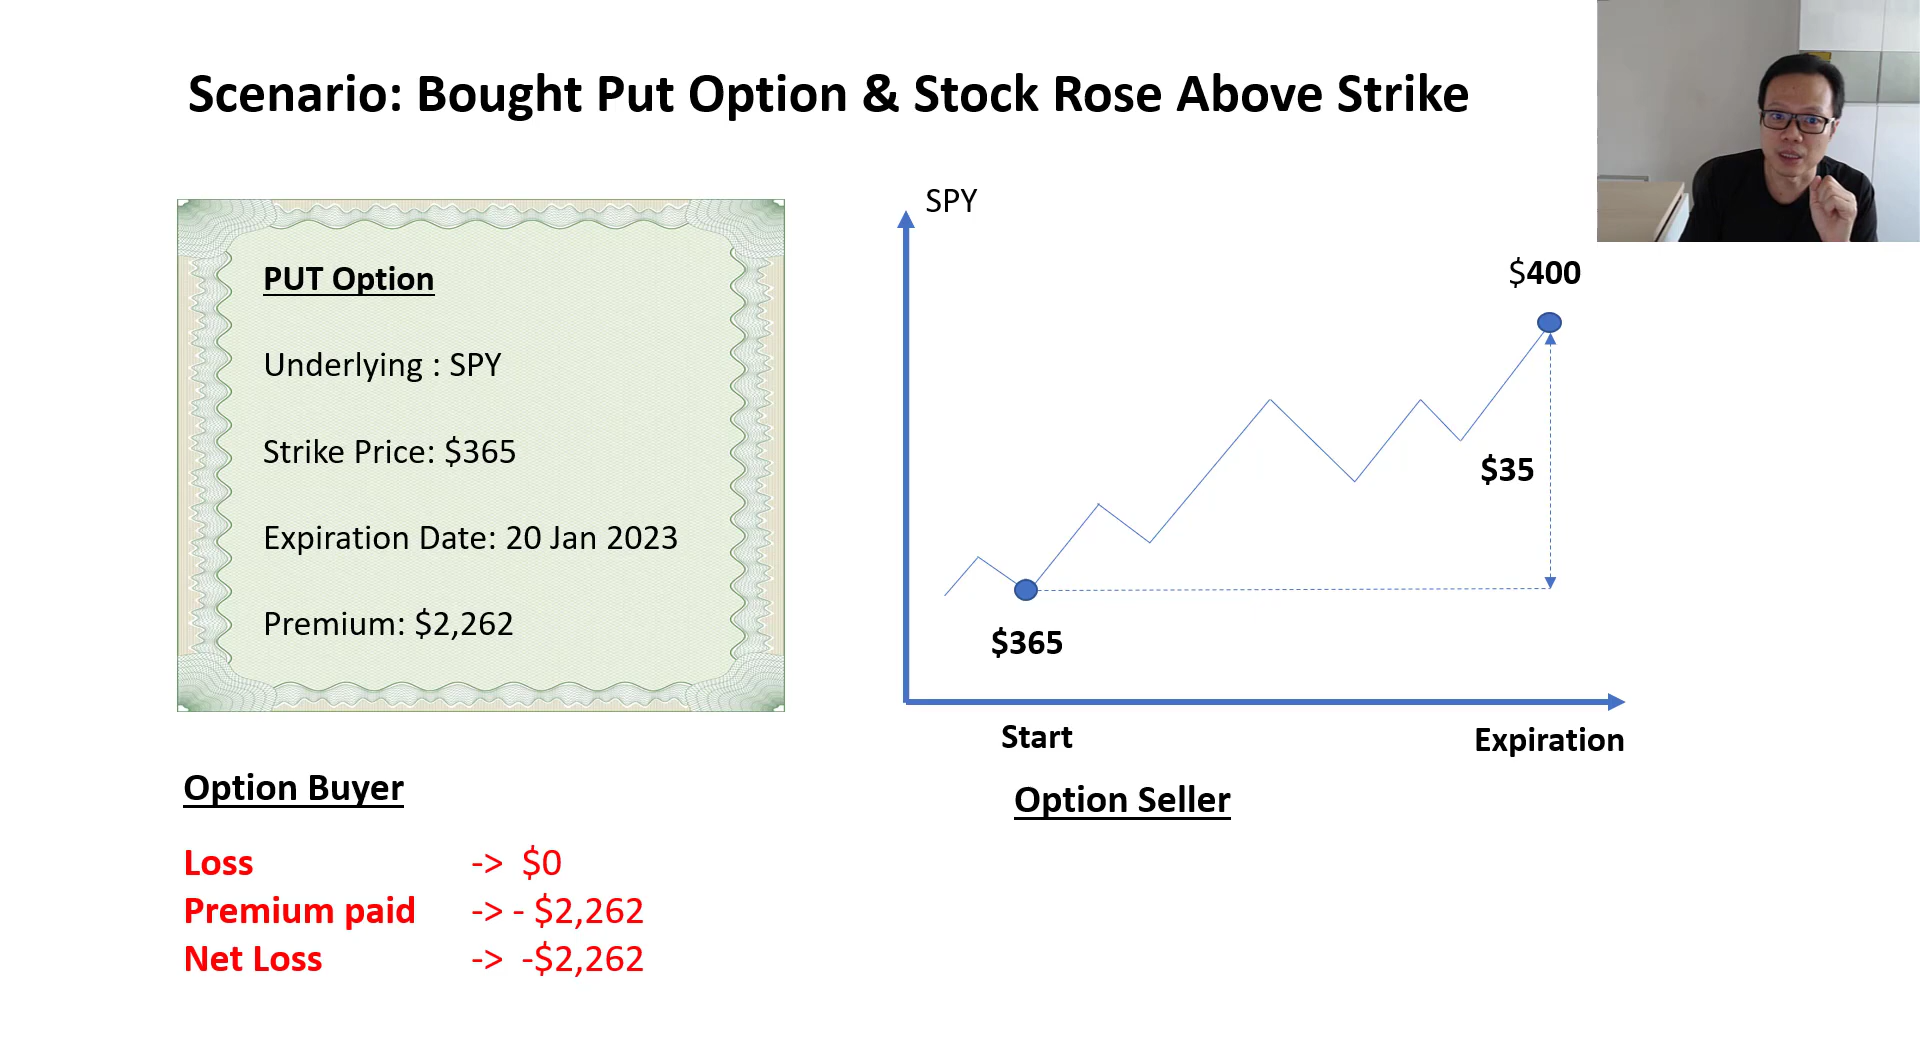 Scenario: Bought Put Option & Stock Rose Above Strike
PUT Option
Underlying : SPY
Strike Price: $365
Expiration Date: 20 Jan 2023
Premium: $2,262
SPY
$400
$35
$365
Start
Expiration
Option Buyer
Loss -> $0
Premium paid -> - $2,262
Net Loss -> -$2,262
Option Seller